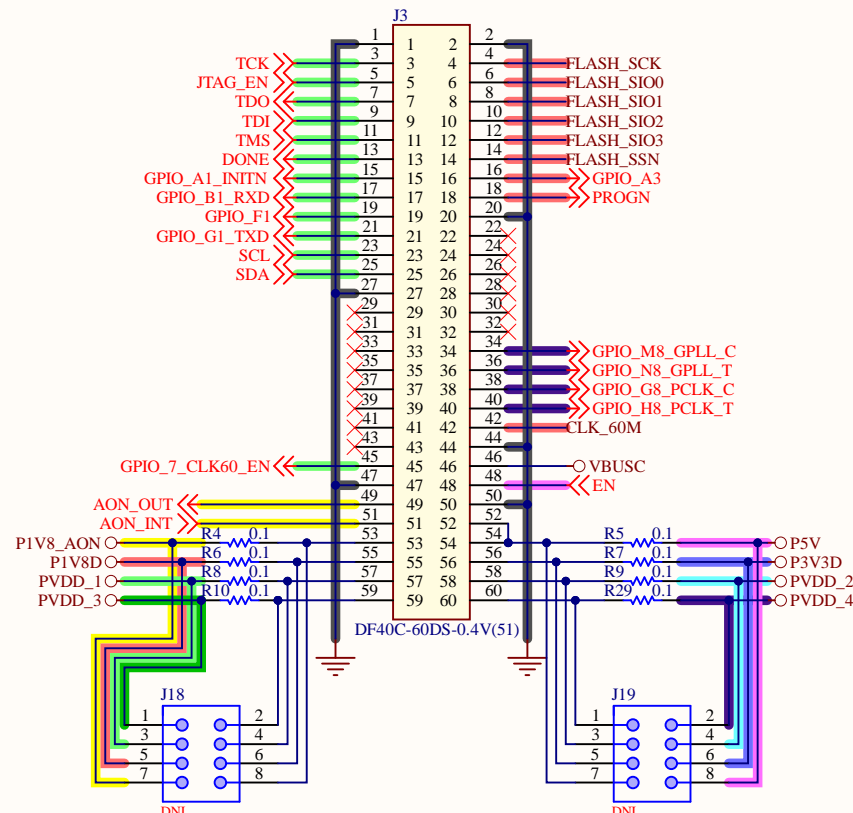 J3
1 1 2 2
TCK 3 3 4 4 FLASH_SCK
JTAG_EN 5 5 6 6 FLASH_SIO0
TDO 7 7 8 8 FLASH_SIO1
TDI 9 9 10 10 FLASH_SIO2
TMS 11 11 12 12 FLASH_SIO3
DONE 13 13 14 14 FLASH_SSN
GPIO_A1_INITN 15 15 16 16 GPIO_A3
GPIO_B1_RXD 17 17 18 18 PROGN
GPIO_F1 19 19 20 20
GPIO_G1_TXD 21 21 22 22
SCL 23 23 24 24
SDA 25 25 26 26
27 27 28 28
29 29 30 30
31 31 32 32
33 33 34 34 GPIO_M8_GPLL_C
35 35 36 36 GPIO_N8_GPLL_T
37 37 38 38 GPIO_G8_PCLK_C
39 39 40 40 GPIO_H8_PCLK_T
41 41 42 42 CLK_60M
43 43 44 44
GPIO_7_CLK60_EN 45 45 46 46 VBUSC
47 47 48 48 EN
AON_OUT 49 49 50 50
AON_INT 51 51 52 52
P1V8_AON R4 0.1 53 53 54 54 R5 0.1 P5V
P1V8D R6 0.1 55 55 56 56 R7 0.1 P3V3D
PVDD_1 R8 0.1 57 57 58 58 R9 0.1 PVDD_2
PVDD_3 R10 0.1 59 59 60 60 R29 0.1 PVDD_4
DF40C-60DS-0.4V(51)
J18 J19
1 2 1 2
3 4 3 4
5 6 5 6
7 8 7 8
DNI DNI